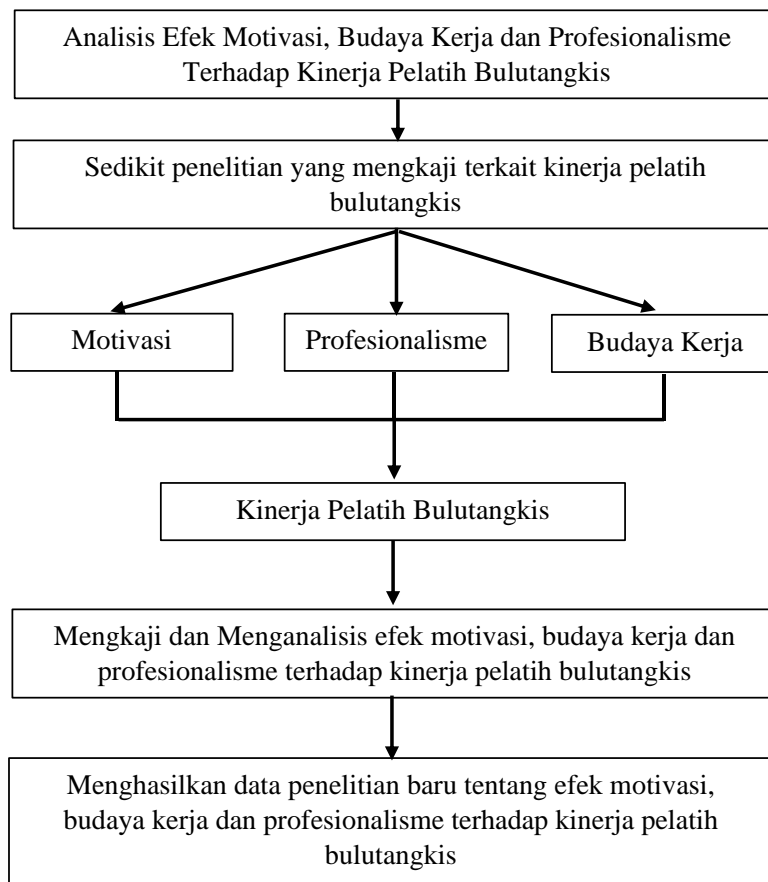 Analisis Efek Motivasi, Budaya Kerja dan Profesionalisme
Terhadap Kinerja Pelatih Bulutangkis
Sedikit penelitian yang mengkaji terkait kinerja pelatih
bulutangkis
Motivasi
Profesionalisme
Budaya Kerja
Kinerja Pelatih Bulutangkis
Mengkaji dan Menganalisis efek motivasi, budaya kerja dan
profesionalisme terhadap kinerja pelatih bulutangkis
Menghasilkan data penelitian baru tentang efek motivasi,
budaya kerja dan profesionalisme terhadap kinerja pelatih
bulutangkis